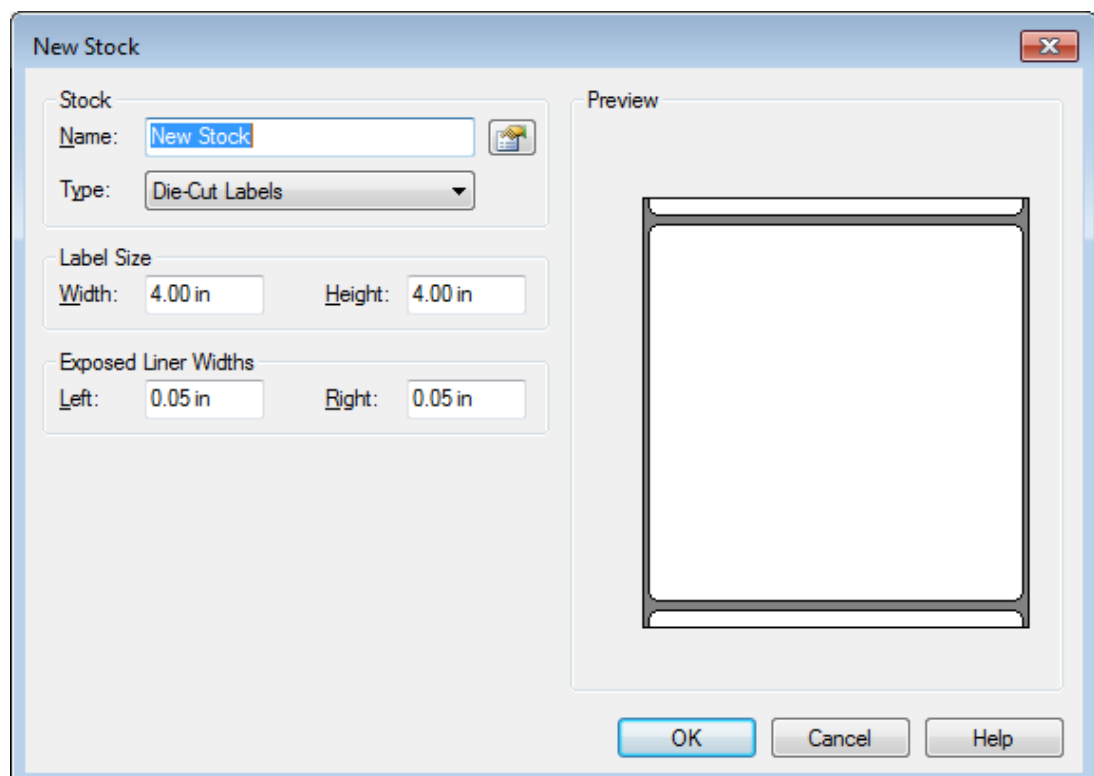 New Stock
Stock
Name: New Stock
Type: Die-Cut Labels
Label Size
Width: 4.00 in Height: 4.00 in
Exposed Liner Widths
Left: 0.05 in Right: 0.05 in
Preview
OK Cancel Help